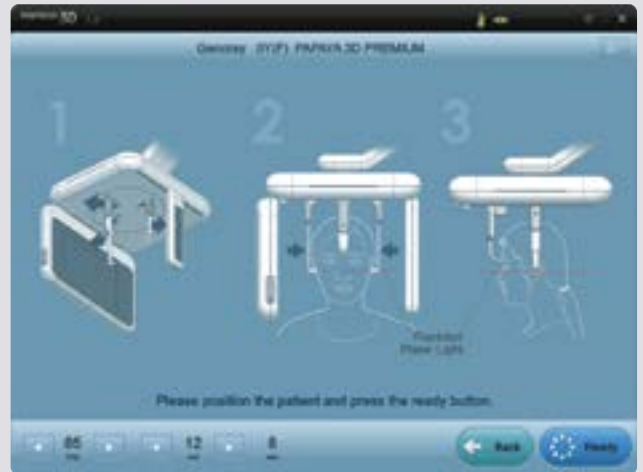 3D
Genoray PAPAYA 3D PREMIUM
1 2 3
Frankfort
Plane Light
Please position the patient and press the ready button.
85 12 8
Back Ready